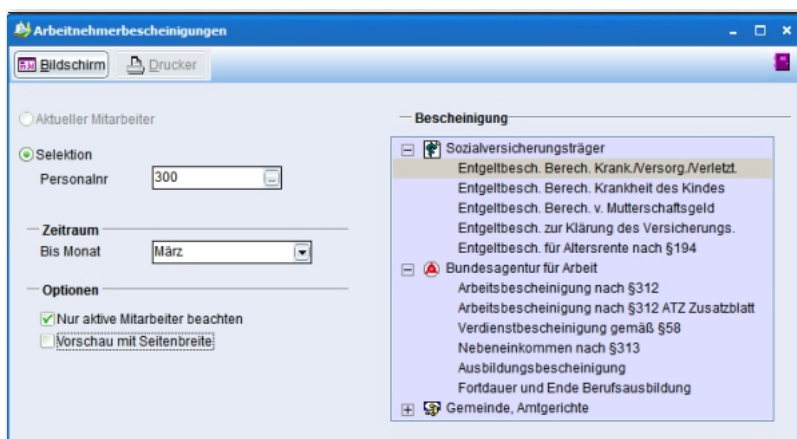 Arbeitnehmerbescheinigungen
Bildschirm
Drucker
Aktueller Mitarbeiter
Selektion
Personalnr 300 ...
Zeitraum
Bis Monat März
Optionen
Nur aktive Mitarbeiter beachten
Vorschau mit Seitenbreite
Bescheinigung
Sozialversicherungsträger
Entgeltbesch. Berech. Krank./Versorg./Verletzt.
Entgeltbesch. Berech. Krankheit des Kindes
Entgeltbesch. Berech. v. Mutterschaftsgeld
Entgeltbesch. zur Klärung des Versicherungs.
Entgeltbesch. für Altersrente nach §194
Bundesagentur für Arbeit
Arbeitsbescheinigung nach §312
Arbeitsbescheinigung nach §312 ATZ Zusatzblatt
Verdienstbescheinigung gemäß §58
Nebeneinkommen nach §313
Ausbildungsbescheinigung
Fortdauer und Ende Berufsausbildung
Gemeinde, Amtgerichte